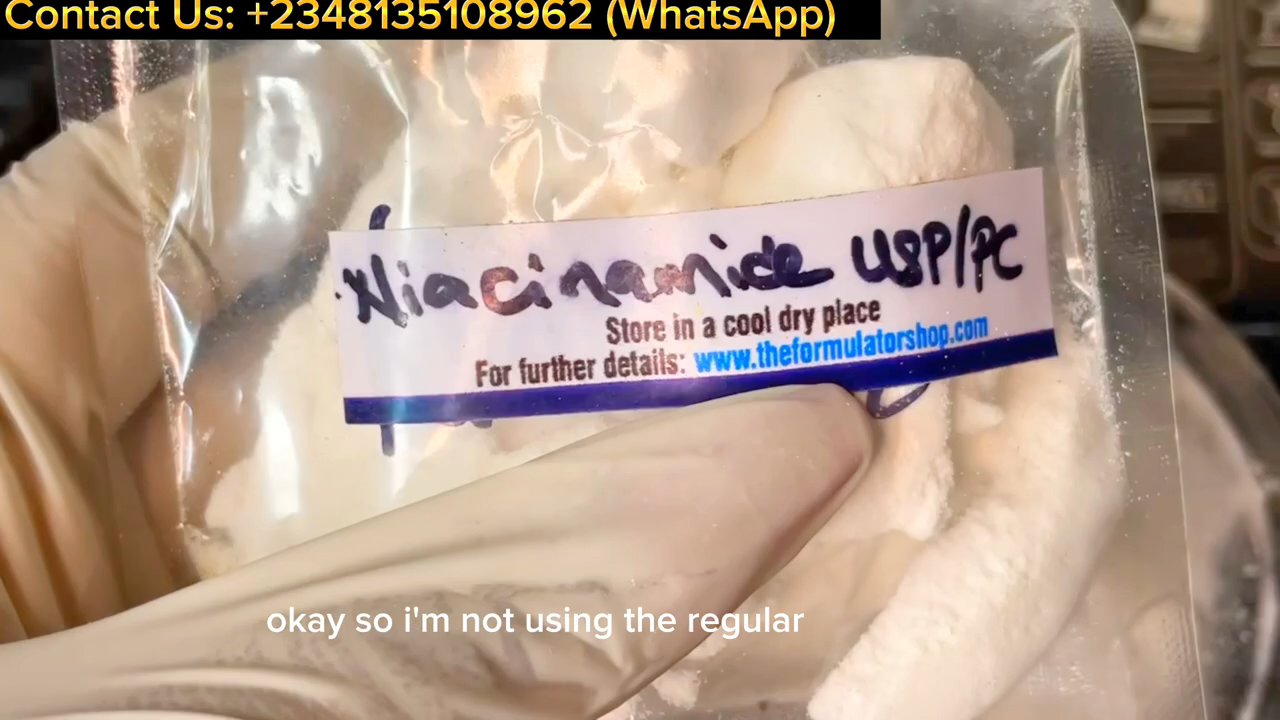 Contact Us: +2348135108962 (WhatsApp)
Niacinamide USP/PC
Store in a cool dry place
For further details: www.theformulatorshop.com
okay so i'm not using the regular